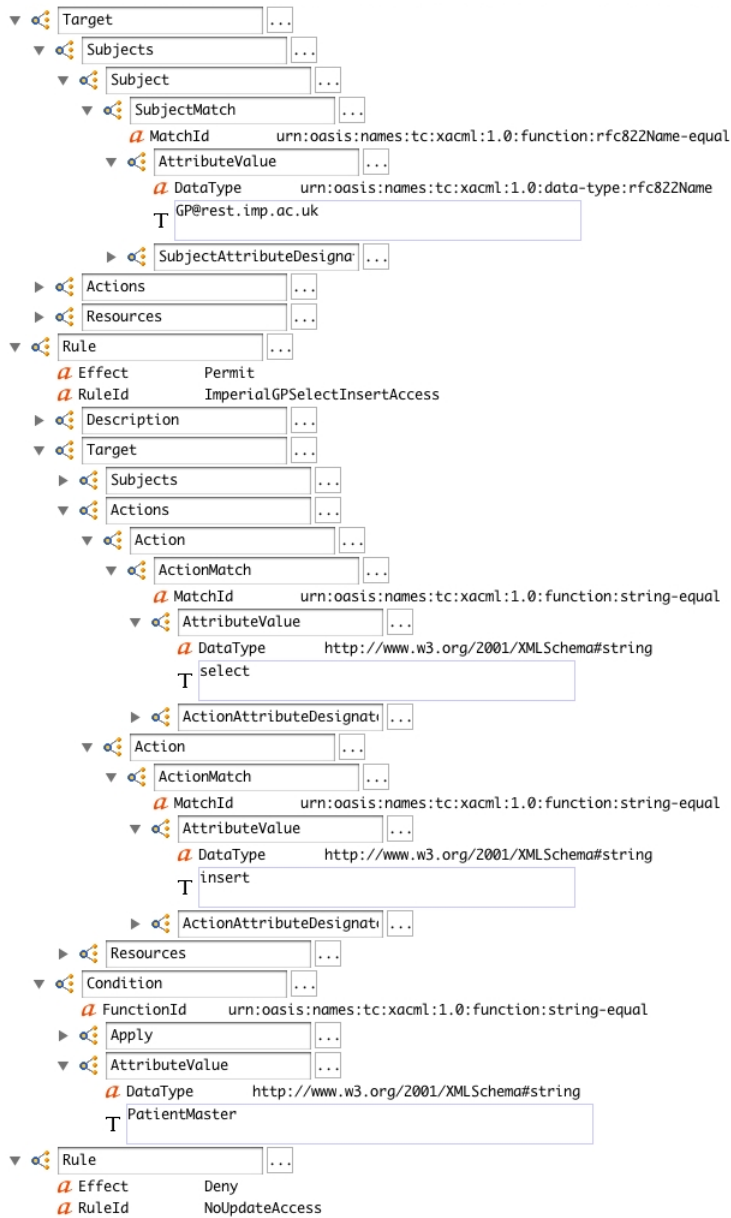 Target ...
Subjects ...
Subject ...
SubjectMatch ...
a MatchId urn:oasis:names:tc:xacml:1.0:function:rfc822Name-equal
AttributeValue ...
a DataType urn:oasis:names:tc:xacml:1.0:data-type:rfc822Name
T GP@rest.imp.ac.uk
SubjectAttributeDesigna ...
Actions ...
Resources ...
Rule ...
a Effect Permit
a RuleId ImperialGPSelectInsertAccess
Description ...
Target ...
Subjects ...
Actions ...
Action ...
ActionMatch ...
a MatchId urn:oasis:names:tc:xacml:1.0:function:string-equal
AttributeValue ...
a DataType http://www.w3.org/2001/XMLSchema#string
T select
ActionAttributeDesignat ...
Action ...
ActionMatch ...
a MatchId urn:oasis:names:tc:xacml:1.0:function:string-equal
AttributeValue ...
a DataType http://www.w3.org/2001/XMLSchema#string
T insert
ActionAttributeDesignat ...
Resources ...
Condition ...
a FunctionId urn:oasis:names:tc:xacml:1.0:function:string-equal
Apply ...
AttributeValue ...
a DataType http://www.w3.org/2001/XMLSchema#string
T PatientMaster
Rule ...
a Effect Deny
a RuleId NoUpdateAccess